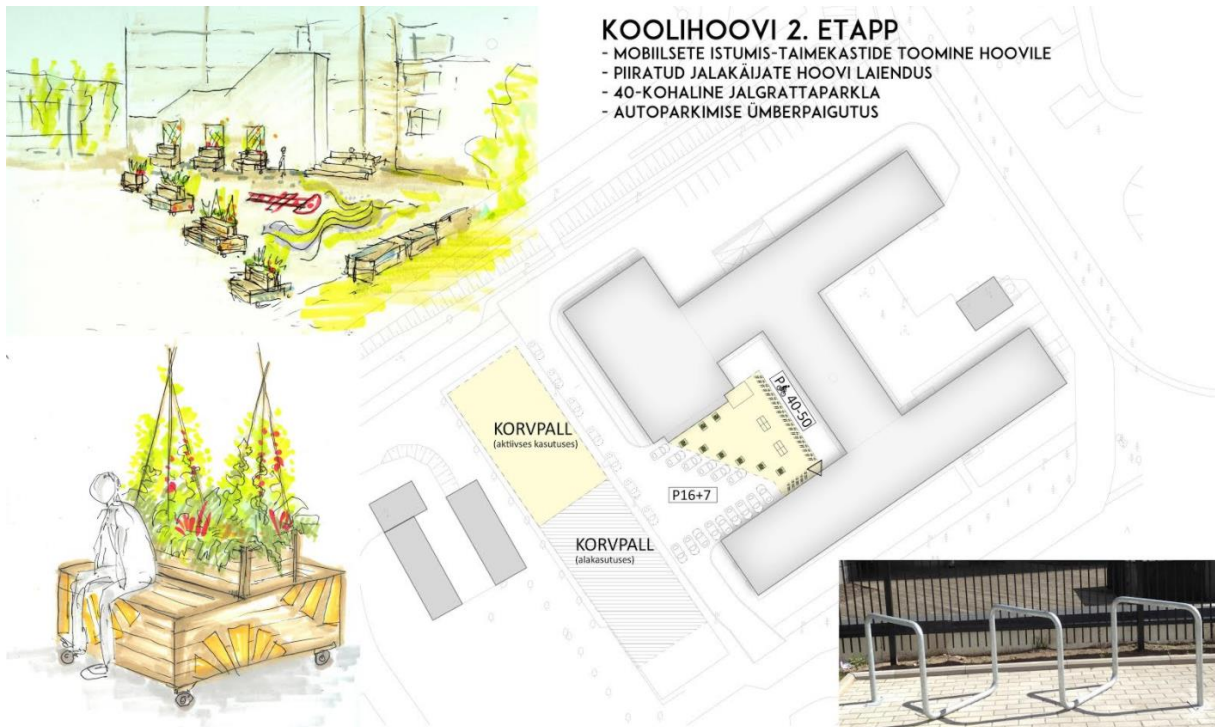 KOOLIHOOVI 2. ETAPP
- MOBIILSETE ISTUMIS-TAIMEKASTIDE TOOMINE HOOVILE
- PIIRATUD JALAKÄIJATE HOOVI LAIENDUS
- 40-KOHALINE JALGRATTAPARKLA
- AUTOPARKIMISE ÜMBERPAIGUTUS
P 40-50
KORVPALL
(aktiivses kasutuses)
P16+7
KORVPALL
(alakasutuses)